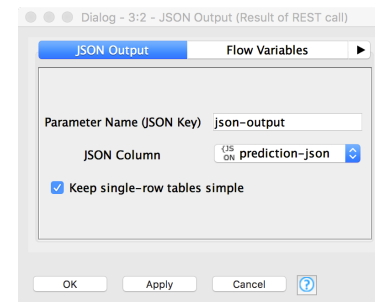 Dialog - 3:2 - JSON Output (Result of REST call)
JSON Output Flow Variables
Parameter Name (JSON Key) json-output
JSON Column {JS ON prediction-json
Keep single-row tables simple
OK Apply Cancel ?